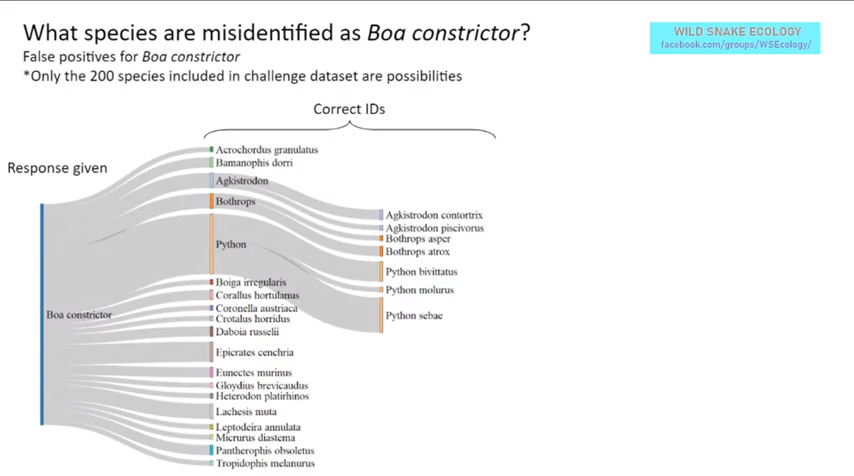 What species are misidentified as Boa constrictor?
False positives for Boa constrictor
*Only the 200 species included in challenge dataset are possibilities
WILD SNAKE ECOLOGY
facebook.com/groups/WSEcology/
Correct IDs
Response given
Boa constrictor
Acrochordus granulatus
Bamanophis dorri
Agkistrodon
Bothrops
Python
Boiga irregularis
Corallus hortulanus
Coronella austriaca
Crotalus horridus
Daboia russelii
Epicrates cenchria
Eunectes murinus
Gloydius brevicaudus
Heterodon platirhinos
Lachesis muta
Leptodeira annulata
Micrurus diastema
Pantherophis obsoletus
Tropidophis melanurus
Agkistrodon contortrix
Agkistrodon piscivorus
Bothrops asper
Bothrops atrox
Python bivittatus
Python molurus
Python sebae